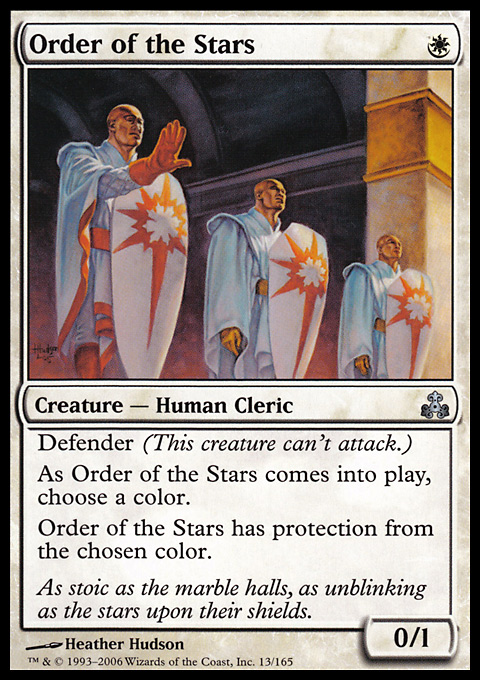 Order of the Stars
Creature — Human Cleric
Defender (This creature can't attack.)
As Order of the Stars comes into play,
choose a color.
Order of the Stars has protection from
the chosen color.
As stoic as the marble halls, as unblinking
as the stars upon their shields.
Heather Hudson
0/1
™ & © 1993–2006 Wizards of the Coast, Inc. 13/165